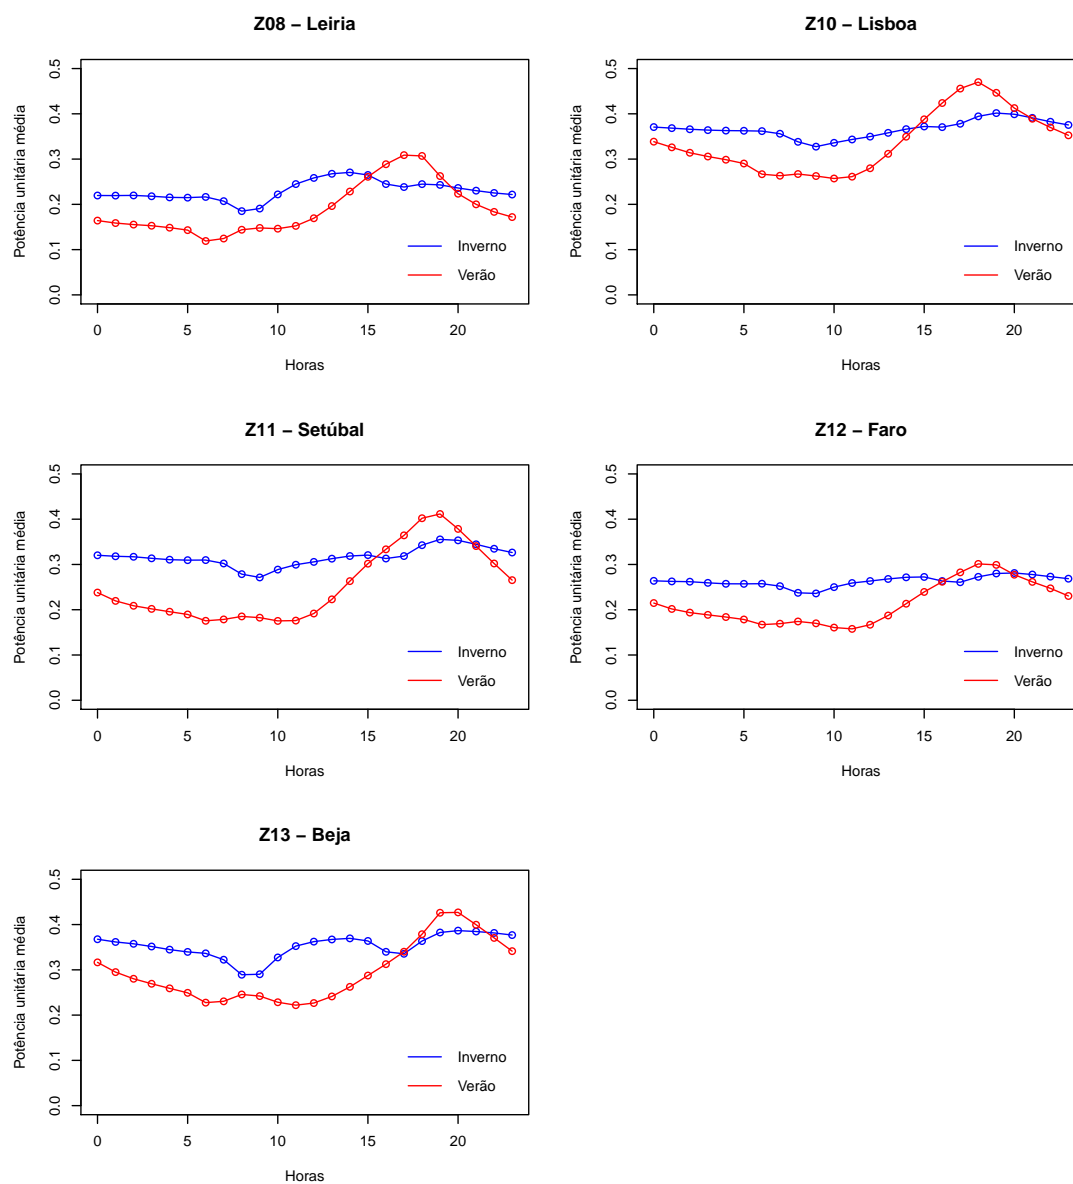 Z08 – Leiria
Potência unitária média
0.0 0.1 0.2 0.3 0.4 0.5
Inverno
Verão
0 5 10 15 20
Horas
Z10 – Lisboa
Potência unitária média
0.0 0.1 0.2 0.3 0.4 0.5
Inverno
Verão
0 5 10 15 20
Horas
Z11 – Setúbal
Potência unitária média
0.0 0.1 0.2 0.3 0.4 0.5
Inverno
Verão
0 5 10 15 20
Horas
Z12 – Faro
Potência unitária média
0.0 0.1 0.2 0.3 0.4 0.5
Inverno
Verão
0 5 10 15 20
Horas
Z13 – Beja
Potência unitária média
0.0 0.1 0.2 0.3 0.4 0.5
Inverno
Verão
0 5 10 15 20
Horas